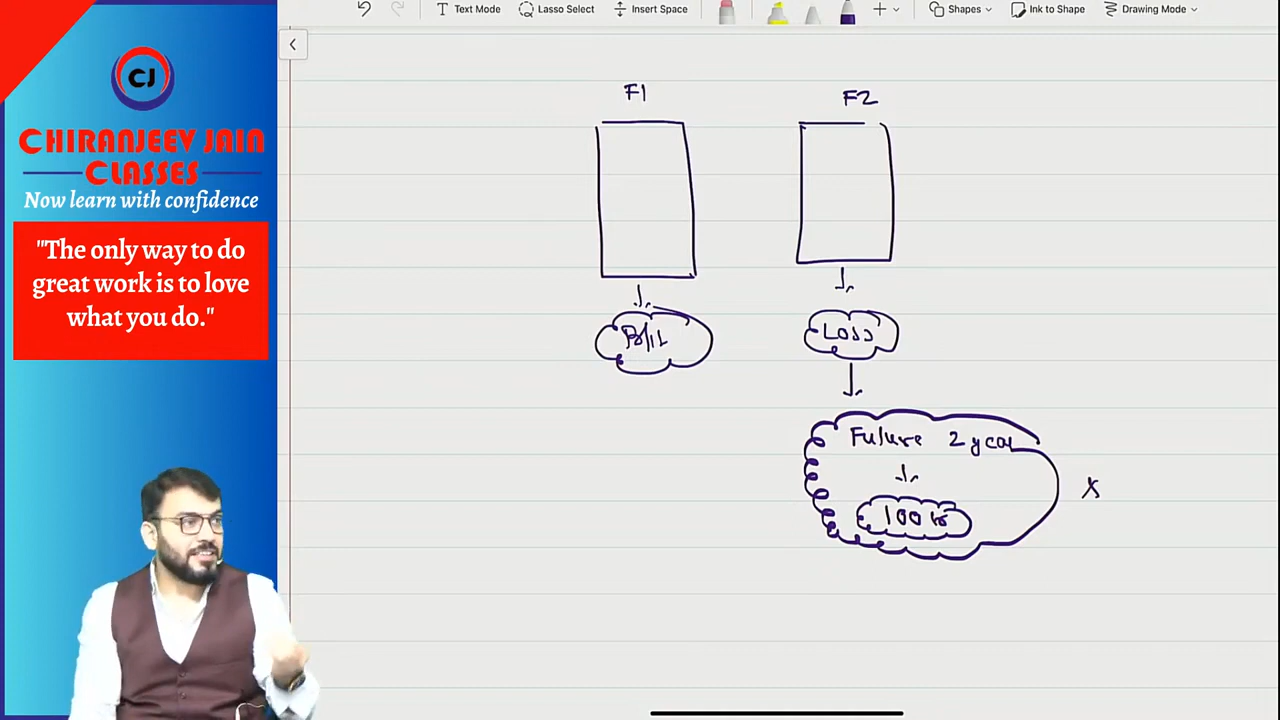 Text Mode Lasso Select Insert Space Shapes Ink to Shape Drawing Mode
CJ
CHIRANJEEV JAIN
CLASSES
Now learn with confidence
"The only way to do
great work is to love
what you do."
F1 F2
Loss
Future 2 year
100
X